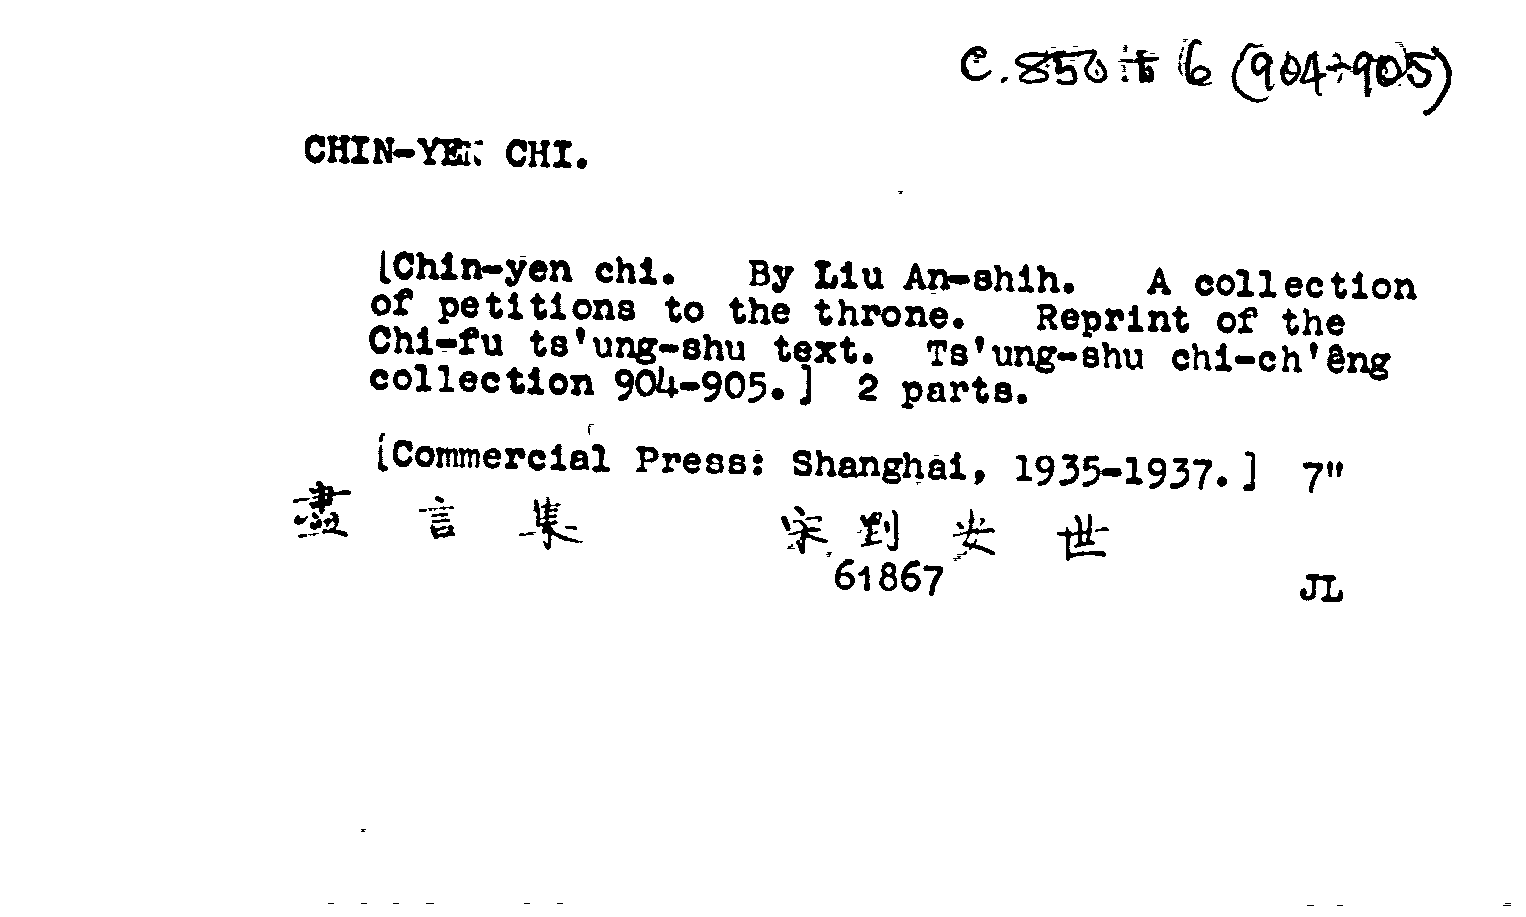 C. 850 b 6 (904-905)
CHIN-YEN CHI.
[Chin-yen chi. By Liu An-shih. A collection
of petitions to the throne. Reprint of the
Chi-fu ts'ung-shu text. Ts'ung-shu chi-ch'êng
collection 904-905.] 2 parts.
[Commercial Press: Shanghai, 1935-1937.] 7"
盡 言 集 宋 劉 安 世
61867 JL